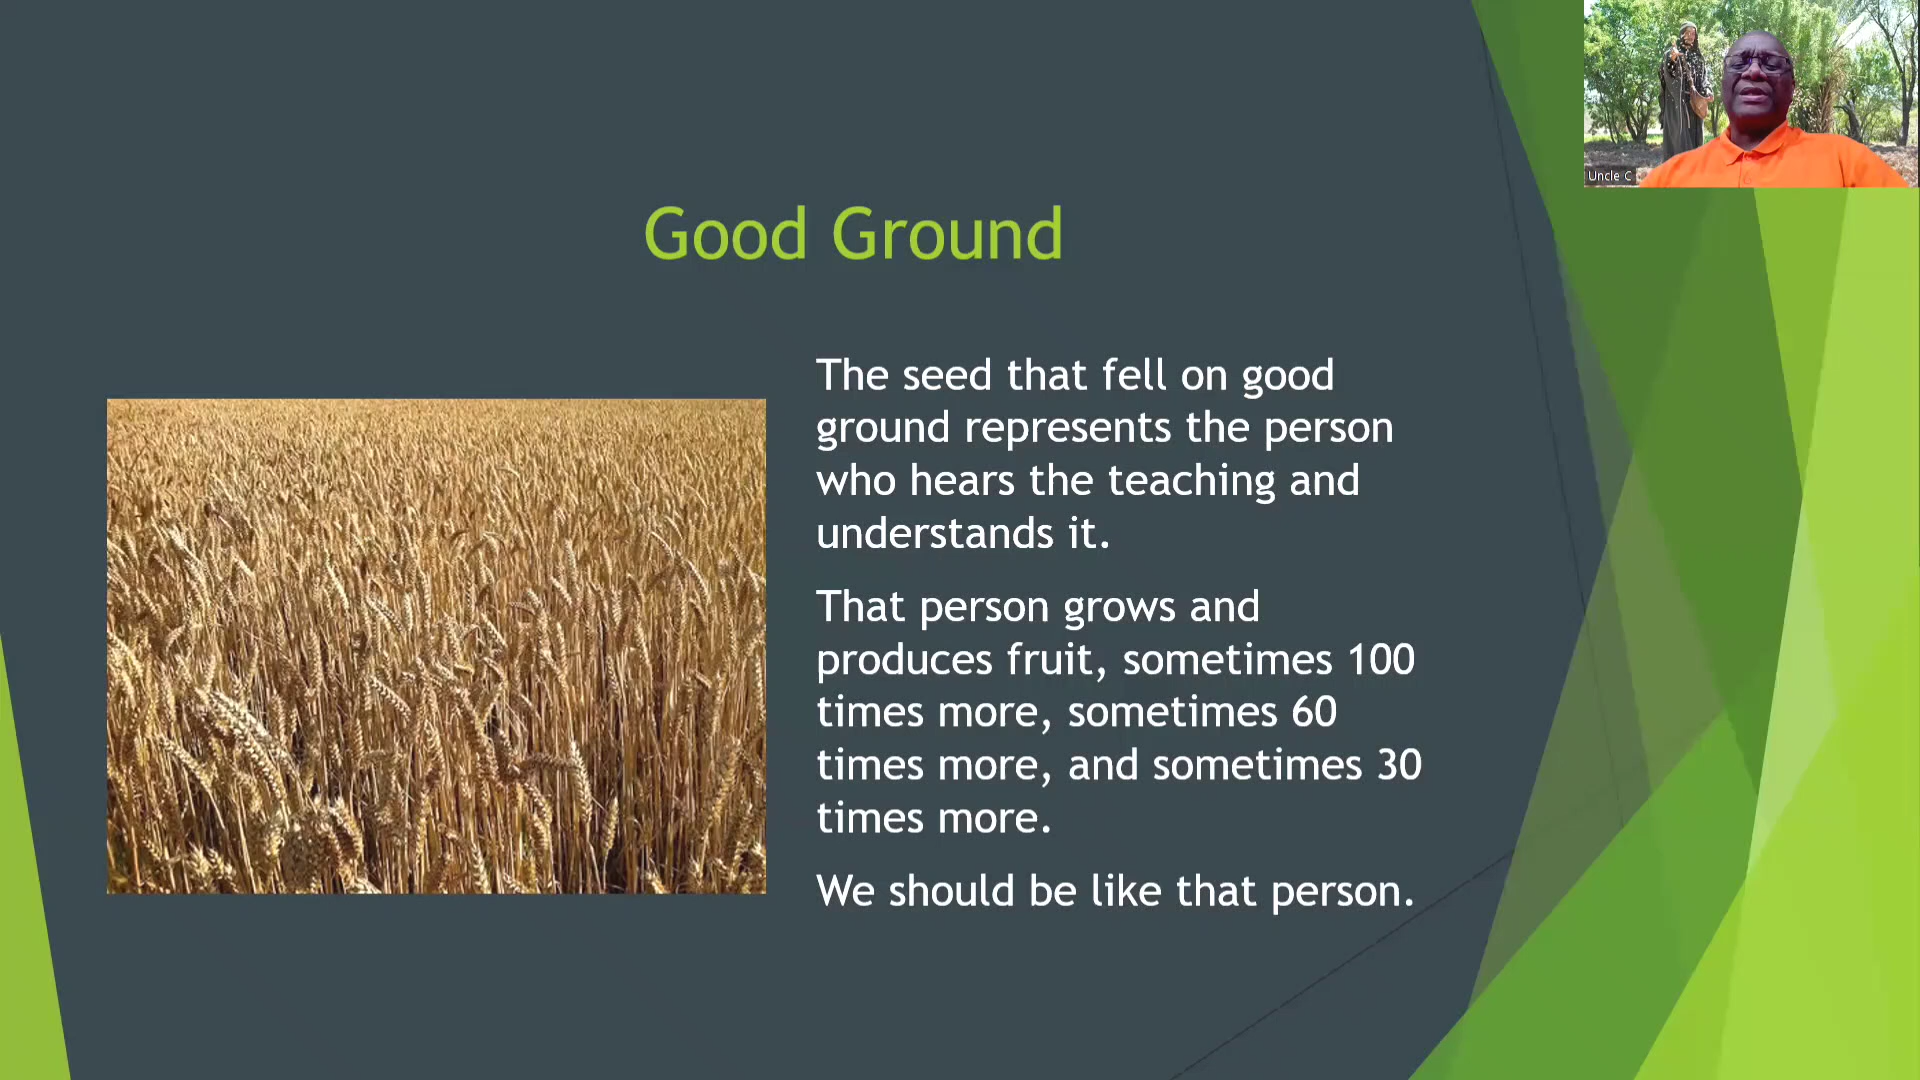 Uncle C
Good Ground
The seed that fell on good
ground represents the person
who hears the teaching and
understands it.
That person grows and
produces fruit, sometimes 100
times more, sometimes 60
times more, and sometimes 30
times more.
We should be like that person.